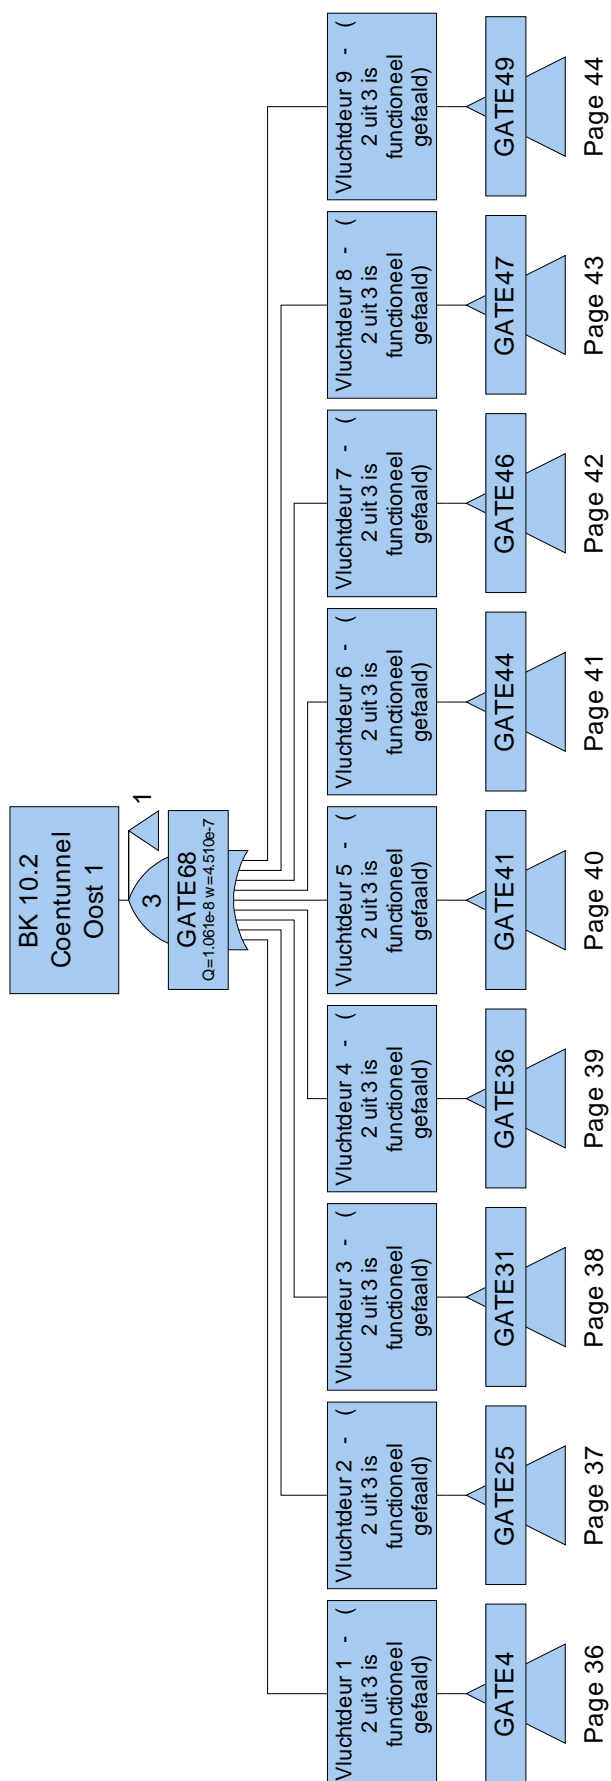 BK 10.2
Coentunnel
Oost 1
1
3
GATE68
Q=1.061e-8 w=4.510e-7
Vluchtdeur 1 - (
2 uit 3 is
functioneel
gefaald)
GATE4
Page 36
Vluchtdeur 2 - (
2 uit 3 is
functioneel
gefaald)
GATE25
Page 37
Vluchtdeur 3 - (
2 uit 3 is
functioneel
gefaald)
GATE31
Page 38
Vluchtdeur 4 - (
2 uit 3 is
functioneel
gefaald)
GATE36
Page 39
Vluchtdeur 5 - (
2 uit 3 is
functioneel
gefaald)
GATE41
Page 40
Vluchtdeur 6 - (
2 uit 3 is
functioneel
gefaald)
GATE44
Page 41
Vluchtdeur 7 - (
2 uit 3 is
functioneel
gefaald)
GATE46
Page 42
Vluchtdeur 8 - (
2 uit 3 is
functioneel
gefaald)
GATE47
Page 43
Vluchtdeur 9 - (
2 uit 3 is
functioneel
gefaald)
GATE49
Page 44